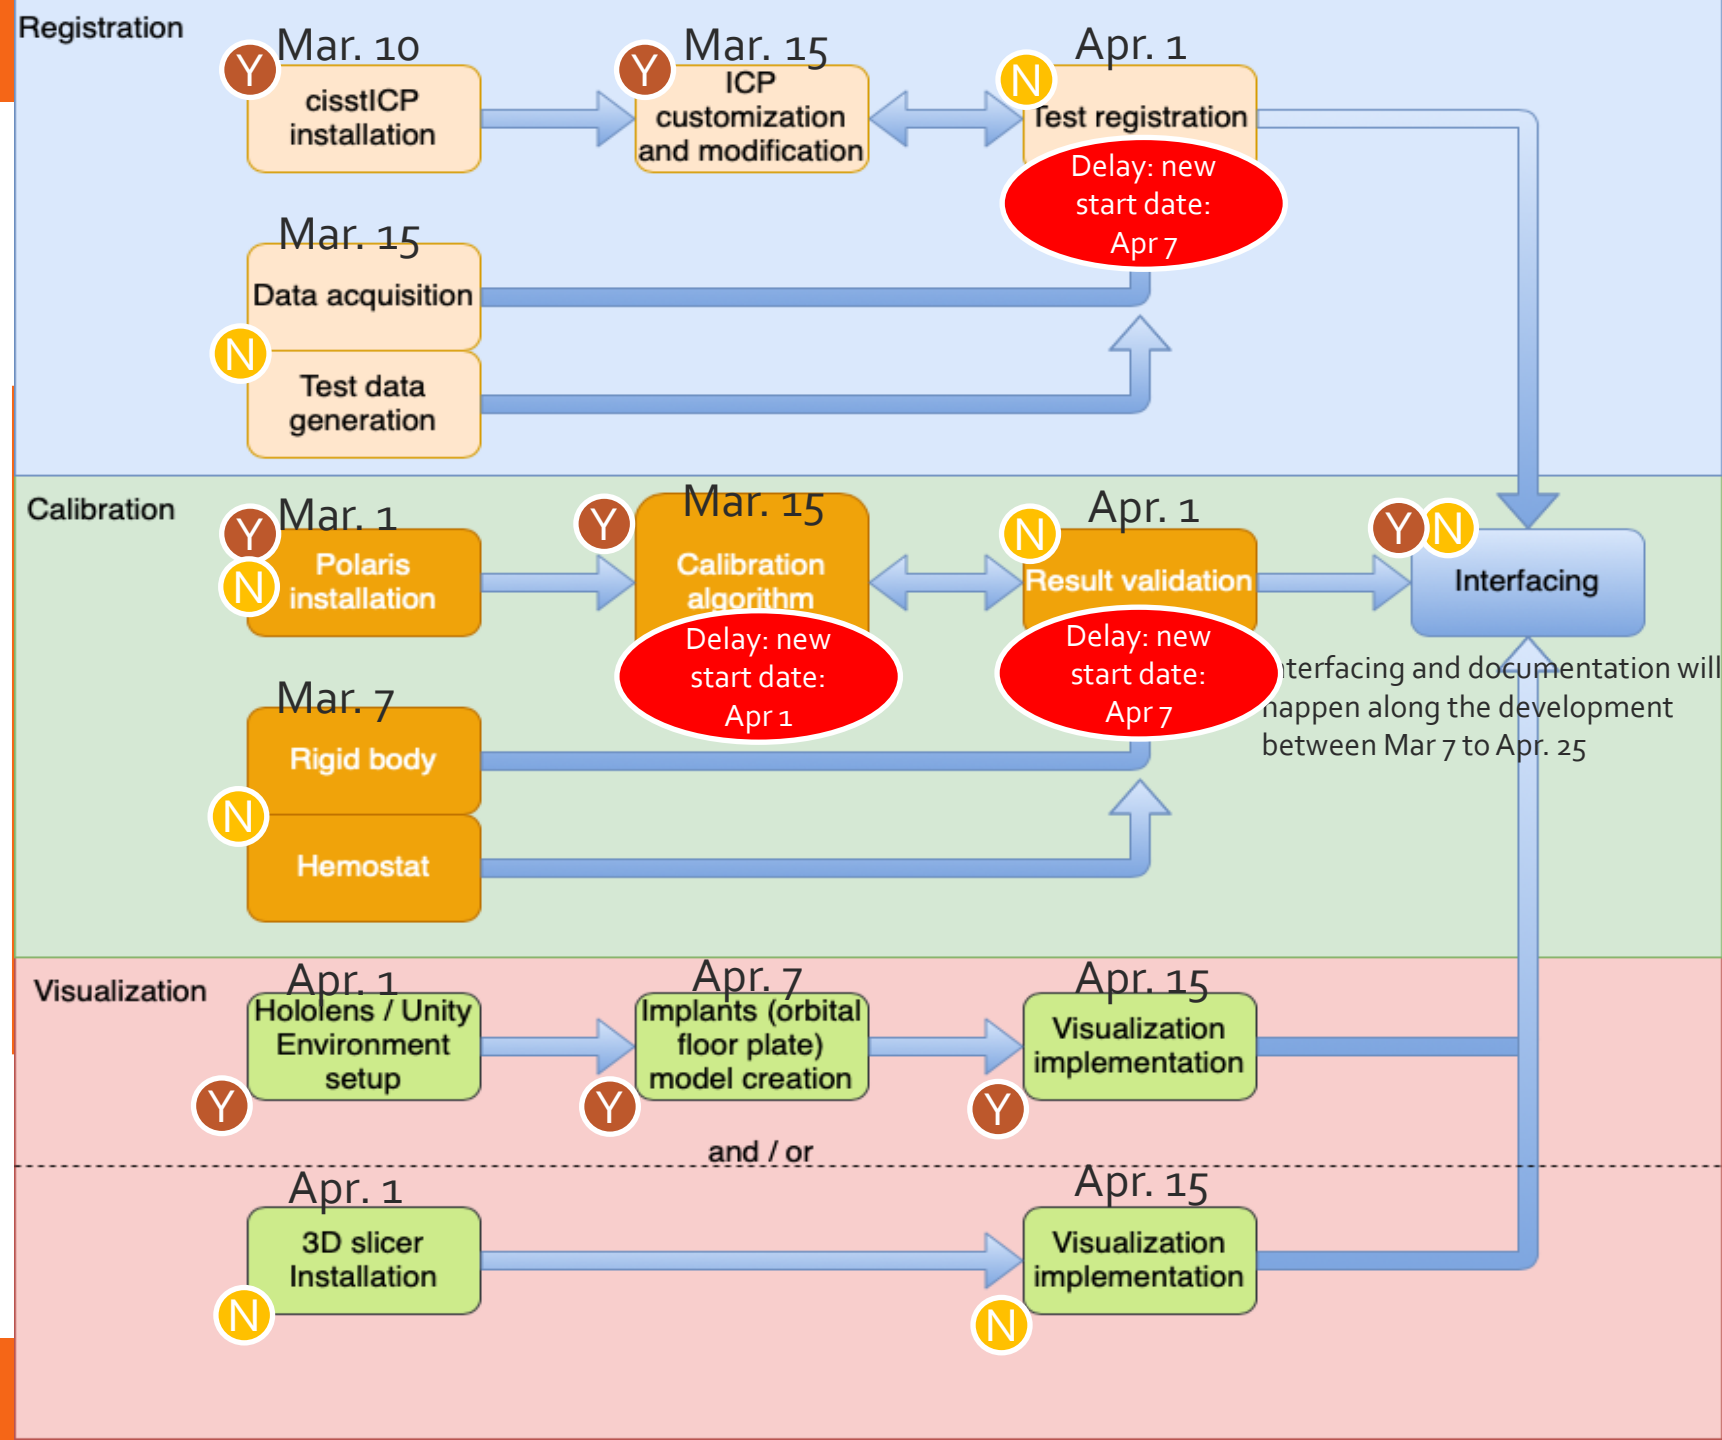 Registration
Mar. 10
Y
cisstICP
installation
Mar. 15
Y
ICP
customization
and modification
Apr. 1
N
Test registration
Delay: new
start date:
Apr 7
Mar. 15
Data acquisition
N
Test data
generation
Calibration
Mar. 1
Y
N
Polaris
installation
Mar. 15
Y
Calibration
algorithm
Delay: new
start date:
Apr 1
Apr. 1
N
Result validation
Delay: new
start date:
Apr 7
Y
N
Interfacing
nterfacing and documentation will
happen along the development
between Mar 7 to Apr. 25
Mar. 7
Rigid body
N
Hemostat
Visualization
Apr. 1
Hololens / Unity
Environment
setup
Y
Apr. 7
Implants (orbital
floor plate)
model creation
Y
Apr. 15
Visualization
implementation
Y
and / or
Apr. 1
3D slicer
Installation
N
Apr. 15
Visualization
implementation
N